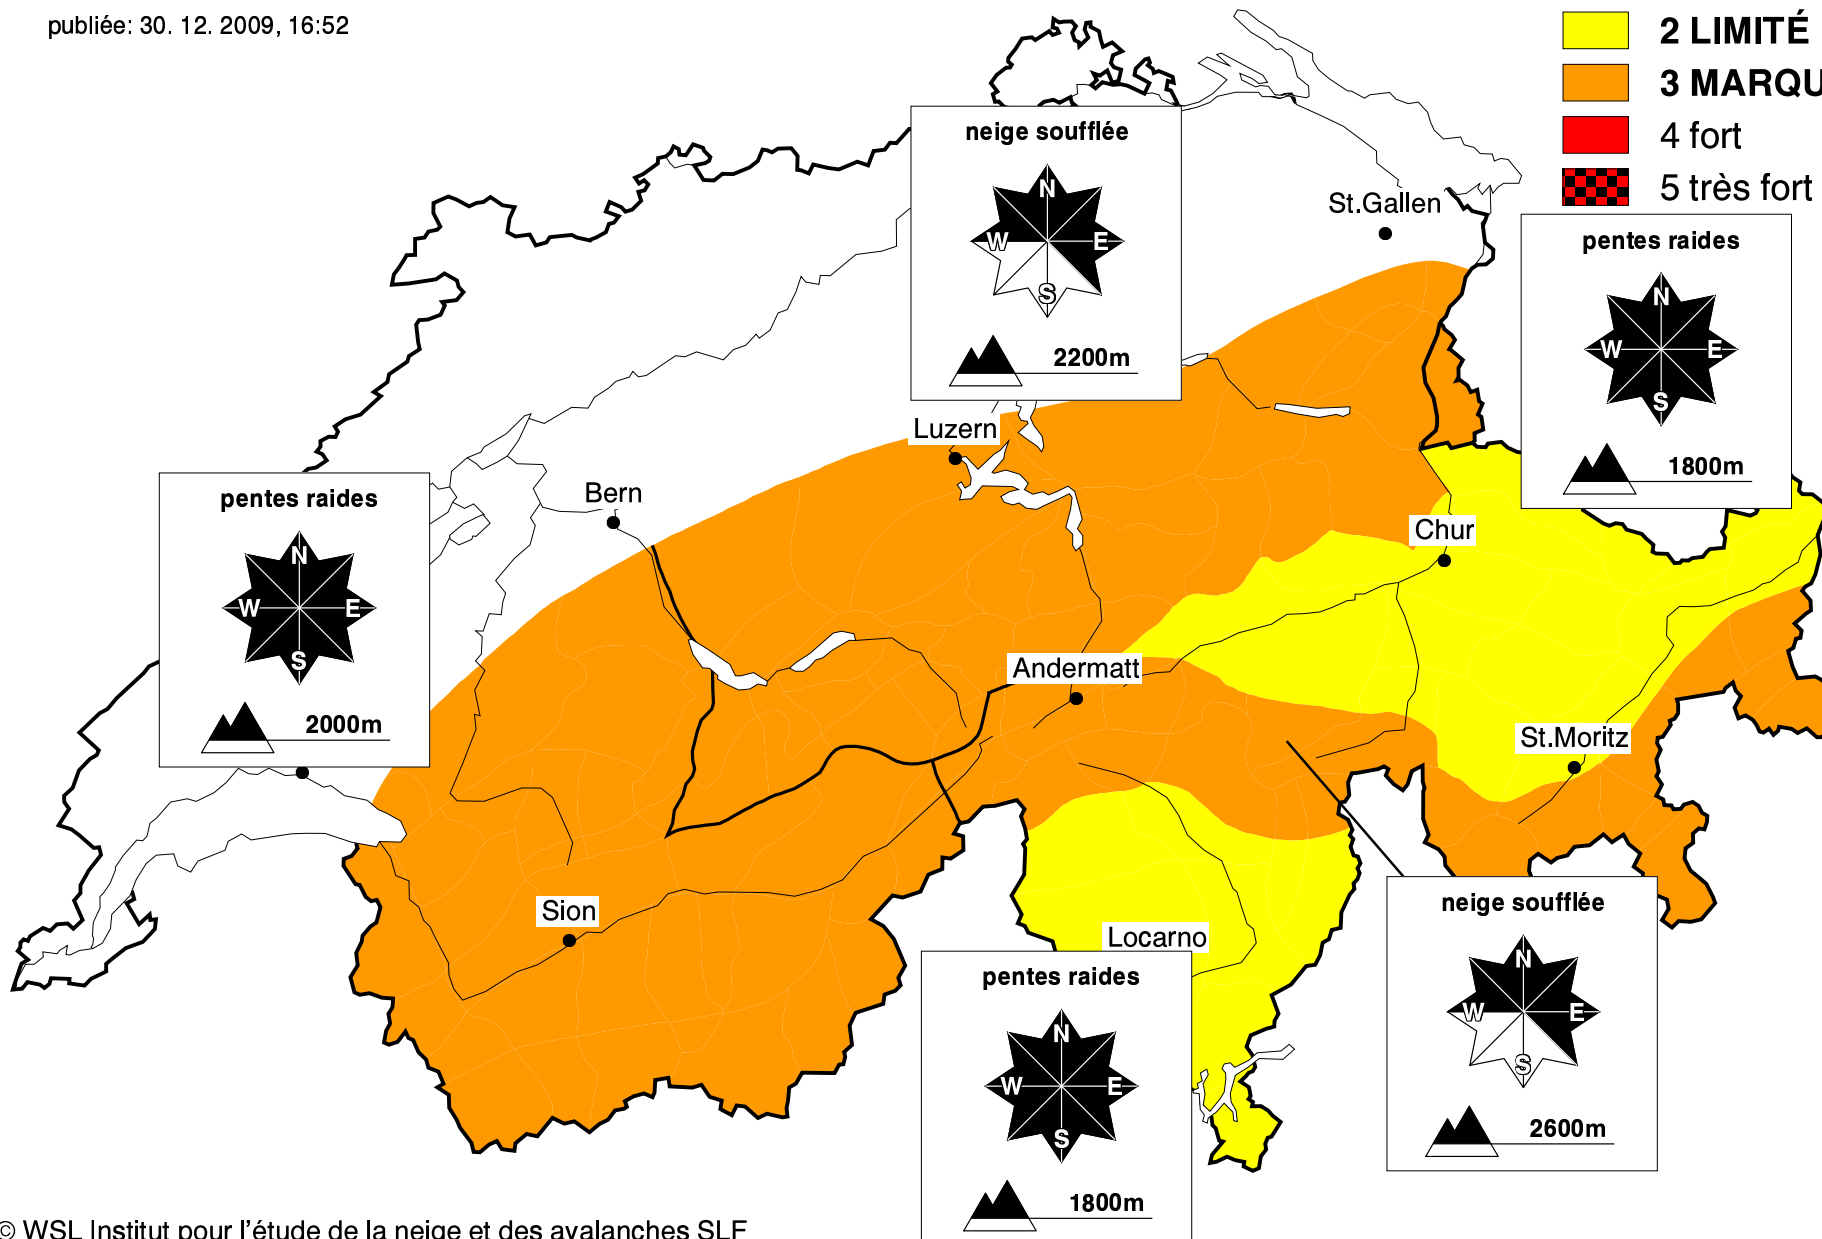 publiée: 30. 12. 2009, 16:52
2 LIMITÉ
3 MARQU
4 fort
5 très fort
neige soufflée
N
W E
S
2200m
St.Gallen
pentes raides
N
W E
S
1800m
Luzern
pentes raides
N
W E
S
2000m
Bern
Chur
Andermatt
St.Moritz
Sion
Locarno
neige soufflée
N
W E
S
2600m
pentes raides
N
W E
S
1800m
© WSL Institut pour l'étude de la neige et des avalanches SLF